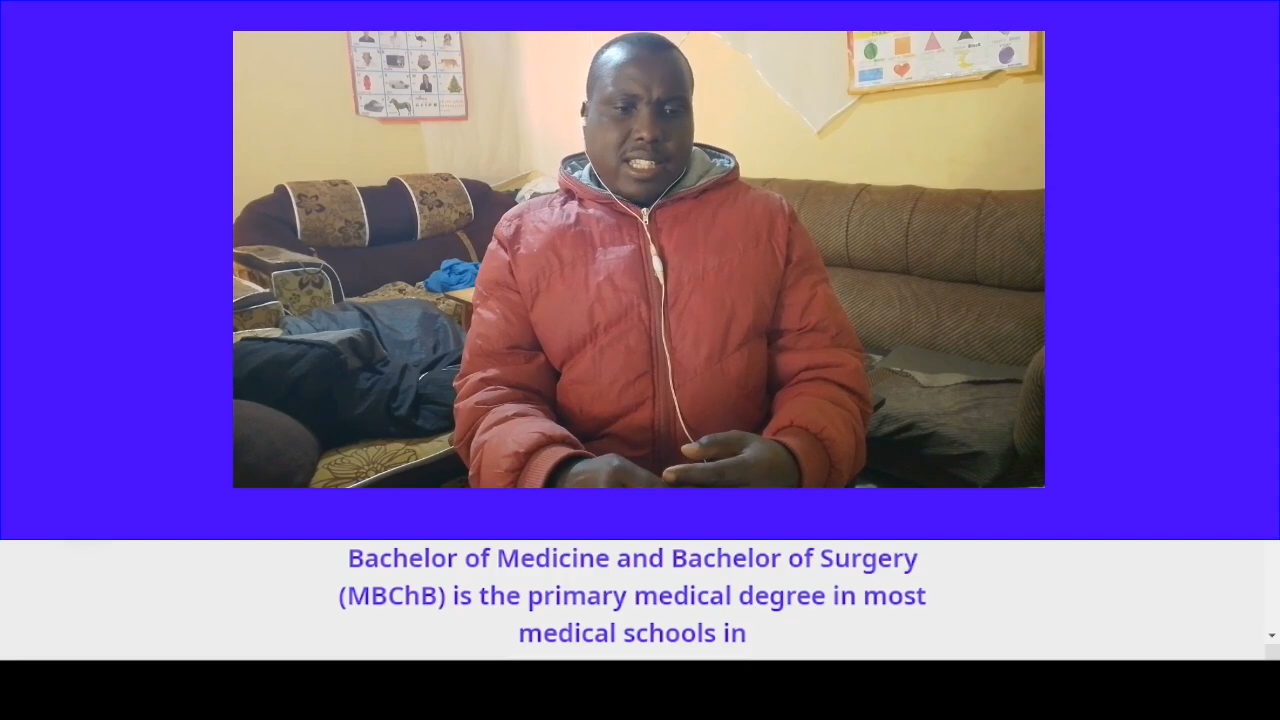 Bachelor of Medicine and Bachelor of Surgery
(MBChB) is the primary medical degree in most
medical schools in